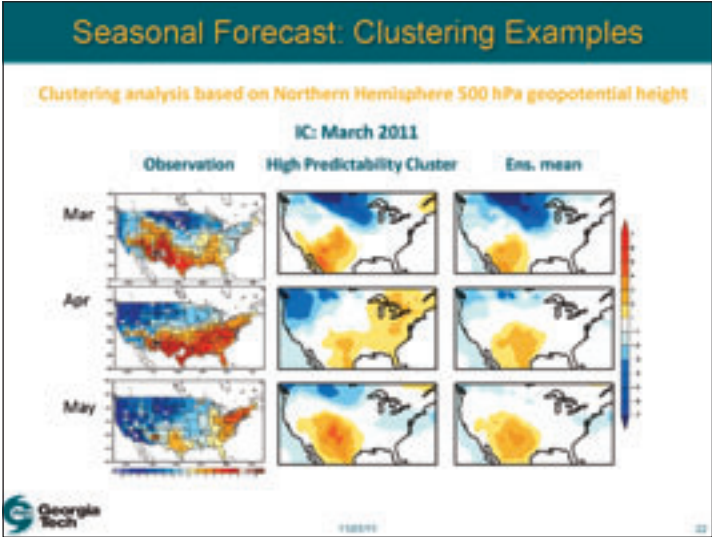 Seasonal Forecast: Clustering Examples
Clustering analysis based on Northern Hemisphere 500 hPa geopotential height
IC: March 2011
Observation High Predictability Cluster Ens. mean
Mar
Apr
May
Georgia
Tech
22